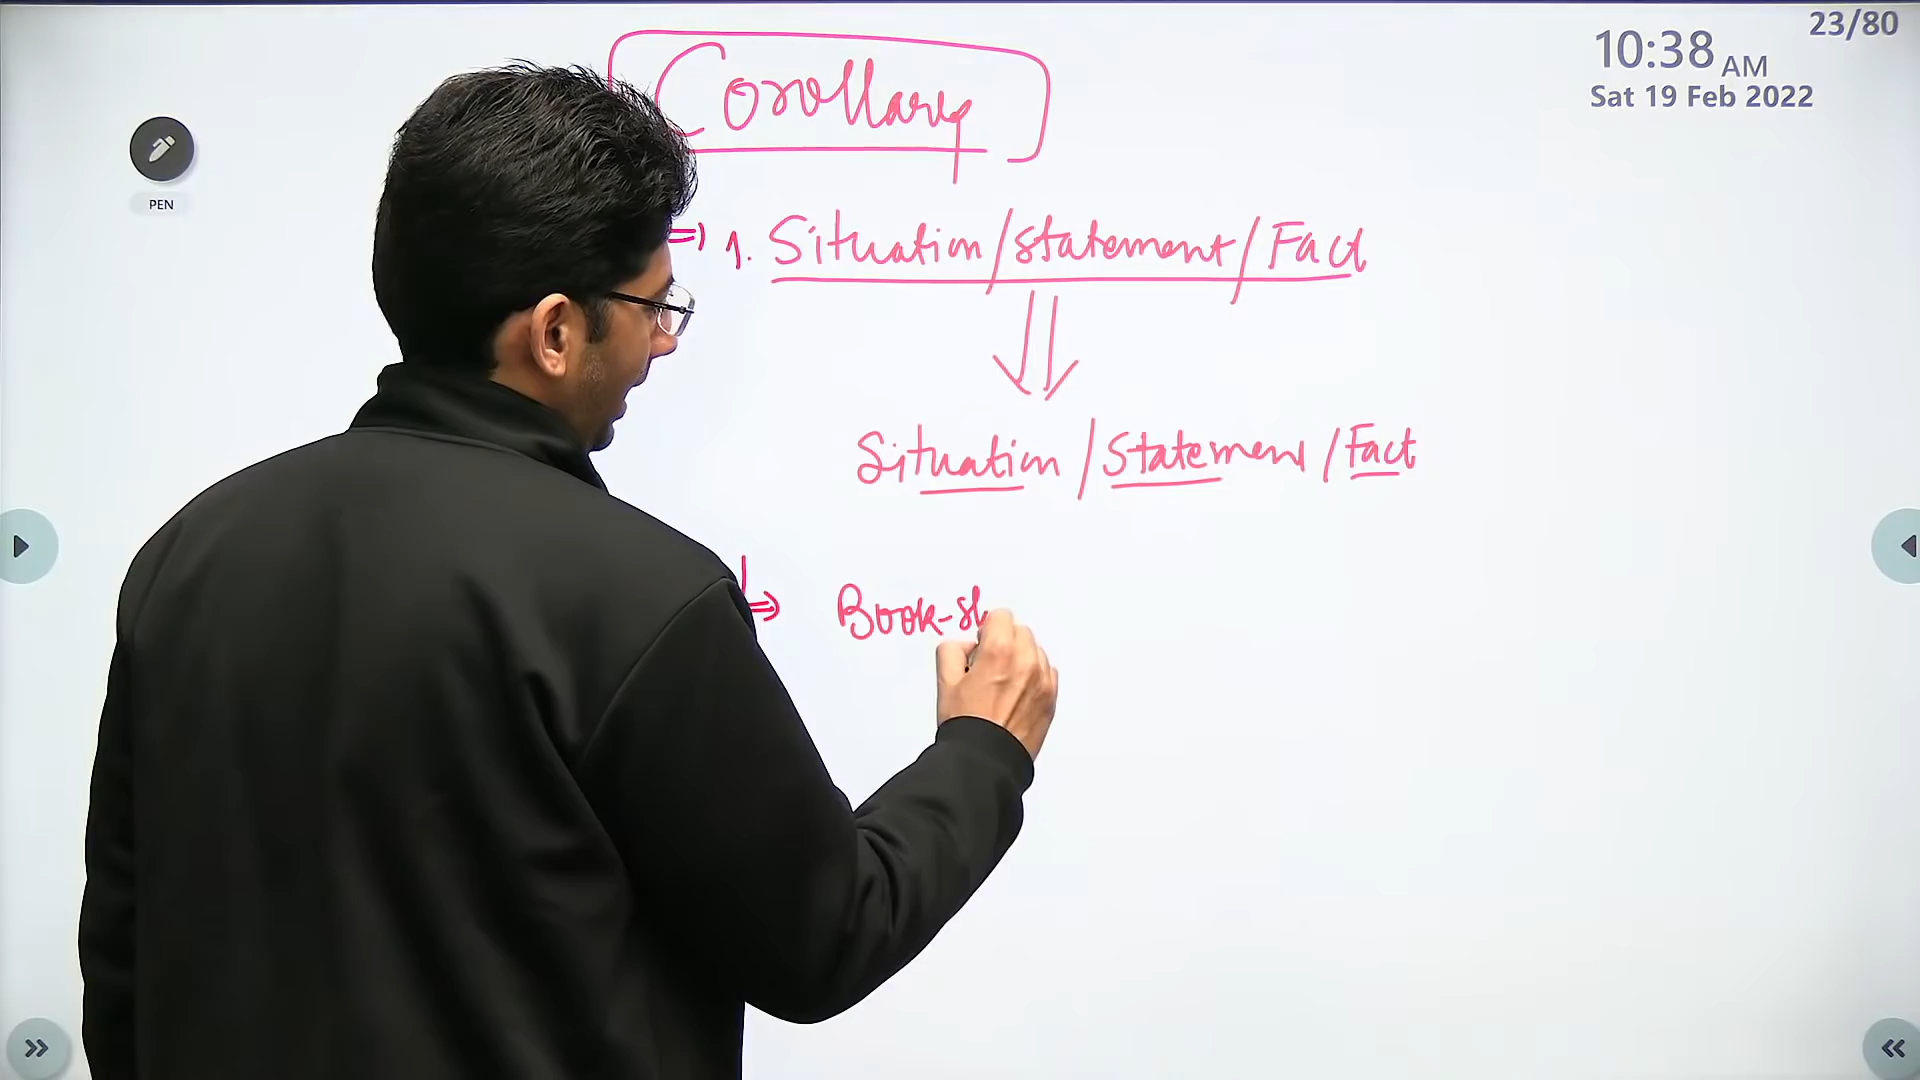 23/80
10:38 AM
Sat 19 Feb 2022
Corollary
PEN
⇒ 1. Situation/statement/Fact
Situation/Statement/Fact
⇒ Book-